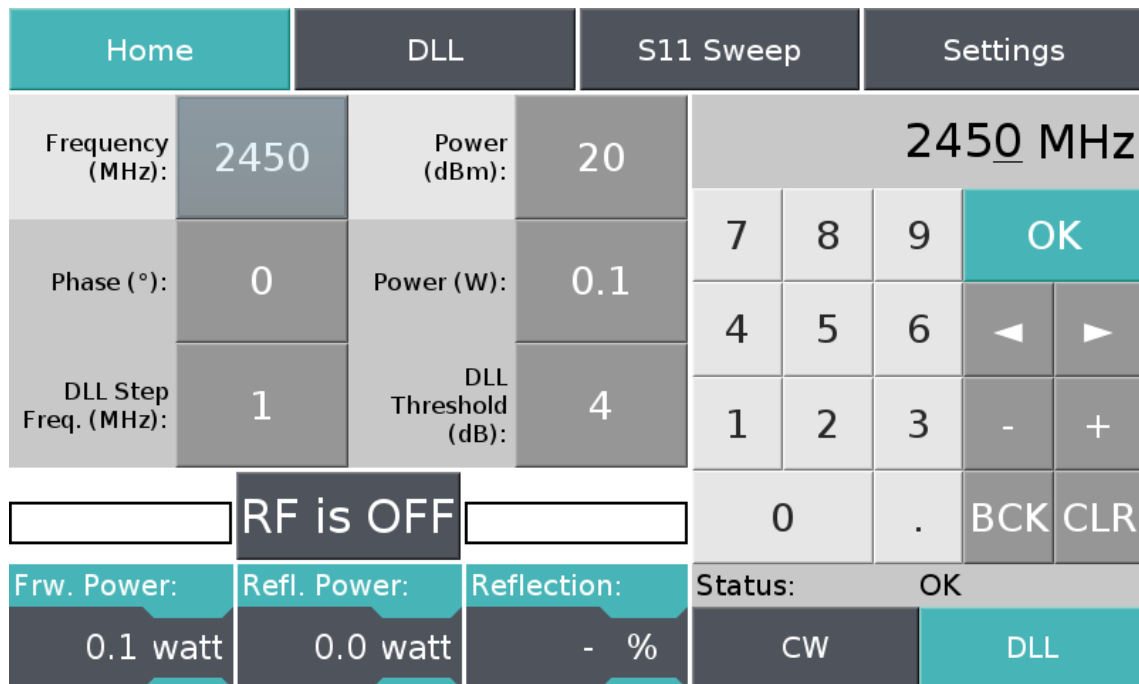 Home
DLL
S11 Sweep
Settings
Frequency
(MHz):
2450
Power
(dBm):
20
2450 MHz
Phase (°):
0
Power (W):
0.1
DLL Step
Freq. (MHz):
1
DLL
Threshold
(dB):
4
7 8 9 OK
4 5 6 ◄ ►
1 2 3 - +
0 . BCK CLR
RF is OFF
Frw. Power:
0.1 watt
Refl. Power:
0.0 watt
Reflection:
- %
Status: OK
CW
DLL